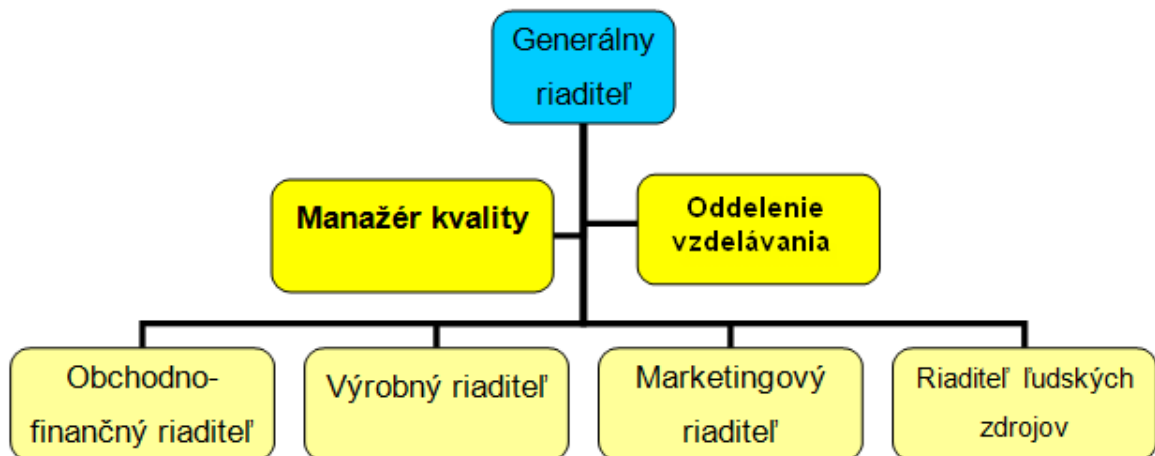 Generálny
riaditeľ
Manažér kvality
Oddelenie
vzdelávania
Obchodno-
finančný riaditeľ
Výrobný riaditeľ
Marketingový
riaditeľ
Riaditeľ ľudských
zdrojov